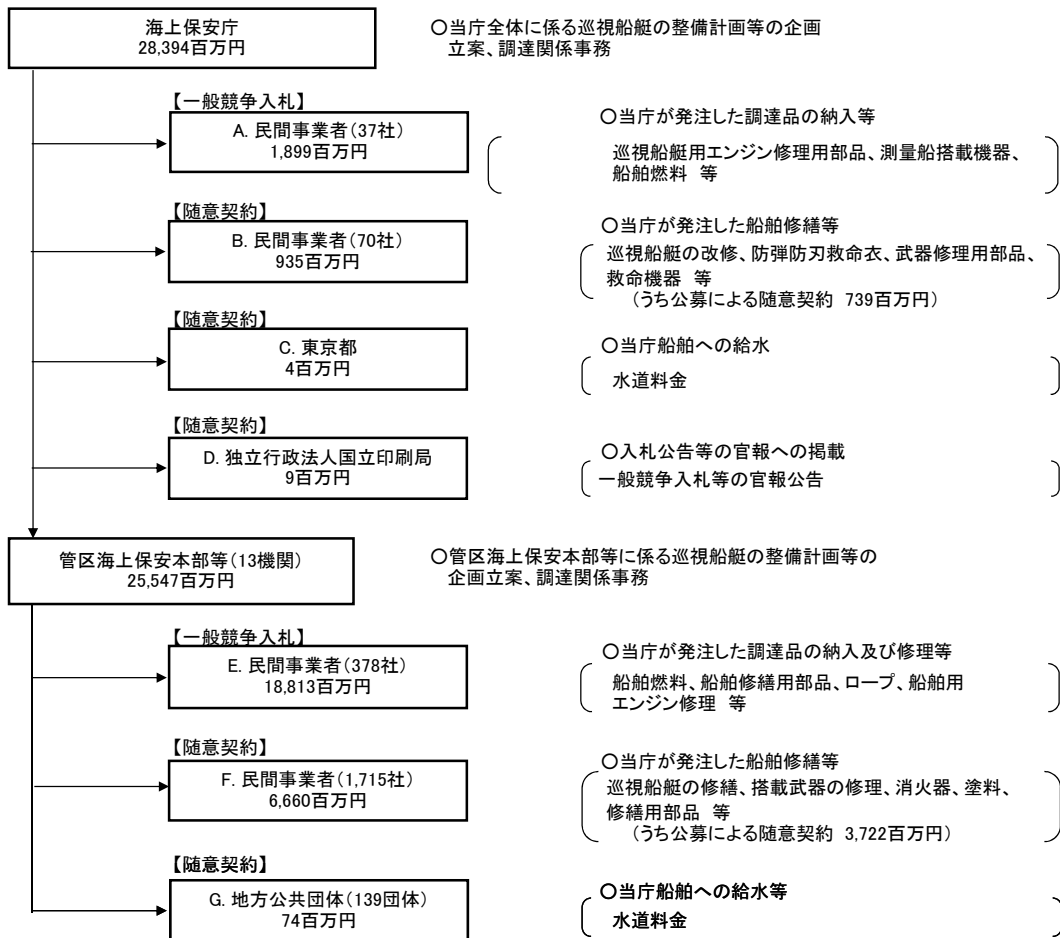 海上保安庁
28,394百万円
○当庁全体に係る巡視船艇の整備計画等の企画
立案、調達関係事務
【一般競争入札】
A. 民間事業者(37社)
1,899百万円
○当庁が発注した調達品の納入等
巡視船艇用エンジン修理用部品、測量船搭載機器、
船舶燃料 等
【随意契約】
B. 民間事業者(70社)
935百万円
○当庁が発注した船舶修繕等
巡視船艇の改修、防弾防刃救命衣、武器修理用部品、
救命機器 等
(うち公募による随意契約 739百万円)
【随意契約】
C. 東京都
4百万円
○当庁船舶への給水
水道料金
【随意契約】
D. 独立行政法人国立印刷局
9百万円
○入札公告等の官報への掲載
一般競争入札等の官報公告
管区海上保安本部等(13機関)
25,547百万円
○管区海上保安本部等に係る巡視船艇の整備計画等の
企画立案、調達関係事務
【一般競争入札】
E. 民間事業者(378社)
18,813百万円
○当庁が発注した調達品の納入及び修理等
船舶燃料、船舶修繕用部品、ロープ、船舶用
エンジン修理 等
【随意契約】
F. 民間事業者(1,715社)
6,660百万円
○当庁が発注した船舶修繕等
巡視船艇の修繕、搭載武器の修理、消火器、塗料、
修繕用部品 等
(うち公募による随意契約 3,722百万円)
【随意契約】
G. 地方公共団体(139団体)
74百万円
○当庁船舶への給水等
水道料金